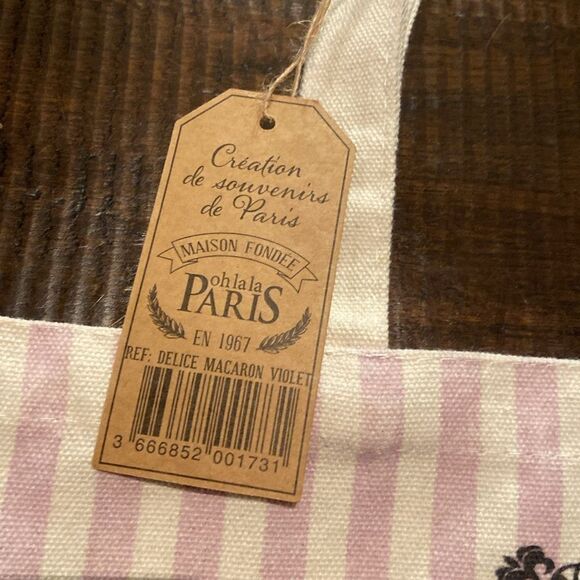 Création
de souvenirs
de Paris
MAISON FONDÉE
oh la la
PARIS
EN 1967
REF: DELICE MACARON VIOLET
3 666852 001731